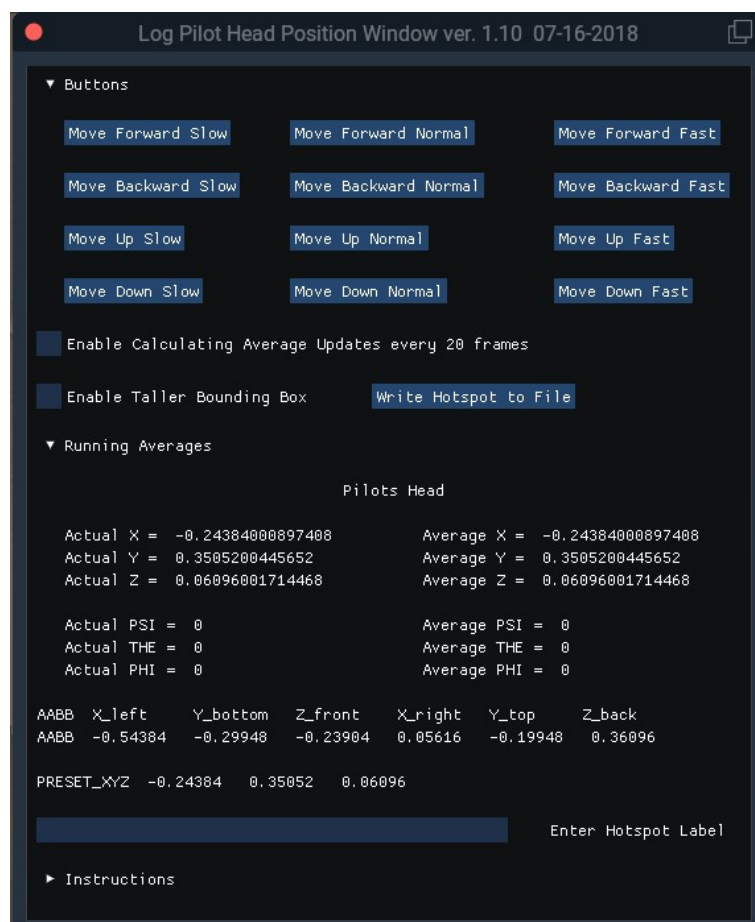 Log Pilot Head Position Window ver. 1.10 07-16-2018
Buttons
Move Forward Slow Move Forward Normal Move Forward Fast
Move Backward Slow Move Backward Normal Move Backward Fast
Move Up Slow Move Up Normal Move Up Fast
Move Down Slow Move Down Normal Move Down Fast
Enable Calculating Average Updates every 20 frames
Enable Taller Bounding Box Write Hotspot to File
Running Averages
Pilots Head
Actual X = -0.24384000897408 Average X = -0.24384000897408
Actual Y = 0.3505200445652 Average Y = 0.3505200445652
Actual Z = 0.06096001714468 Average Z = 0.06096001714468
Actual PSI = 0 Average PSI = 0
Actual THE = 0 Average THE = 0
Actual PHI = 0 Average PHI = 0
AABB X_left Y_bottom Z_front X_right Y_top Z_back
AABB -0.54384 -0.29948 -0.23904 0.05616 -0.19948 0.36096
PRESET_XYZ -0.24384 0.35052 0.06096
Enter Hotspot Label
Instructions